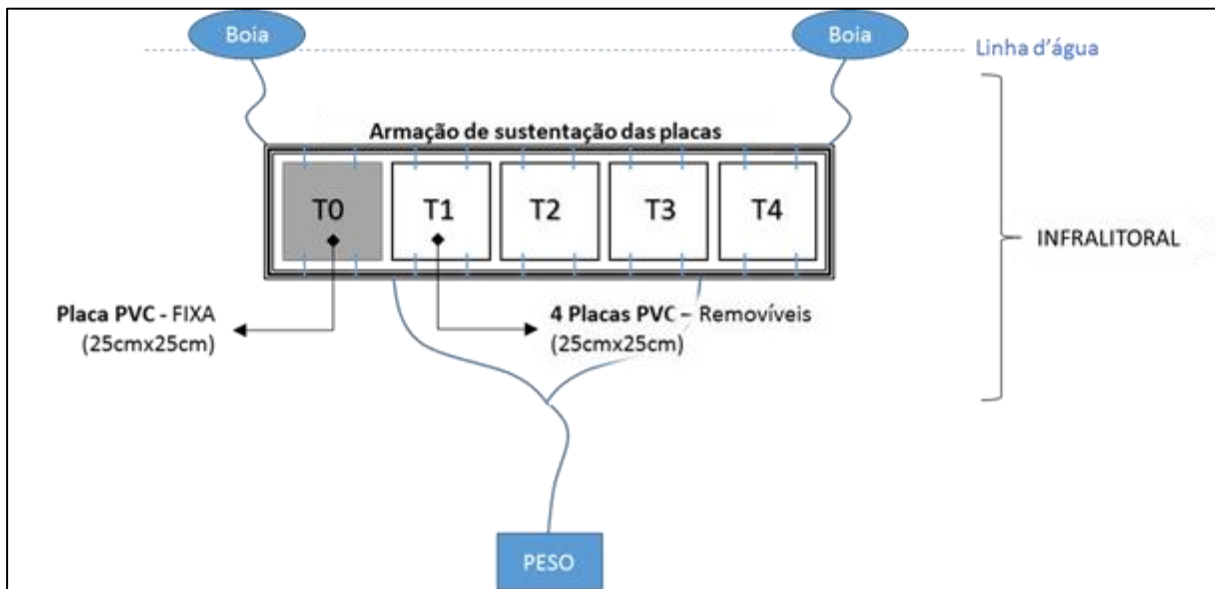 Boia
Boia
Linha d'água
Armação de sustentação das placas
T0
T1
T2
T3
T4
INFRALITORAL
Placa PVC - FIXA
(25cmx25cm)
4 Placas PVC – Removíveis
(25cmx25cm)
PESO